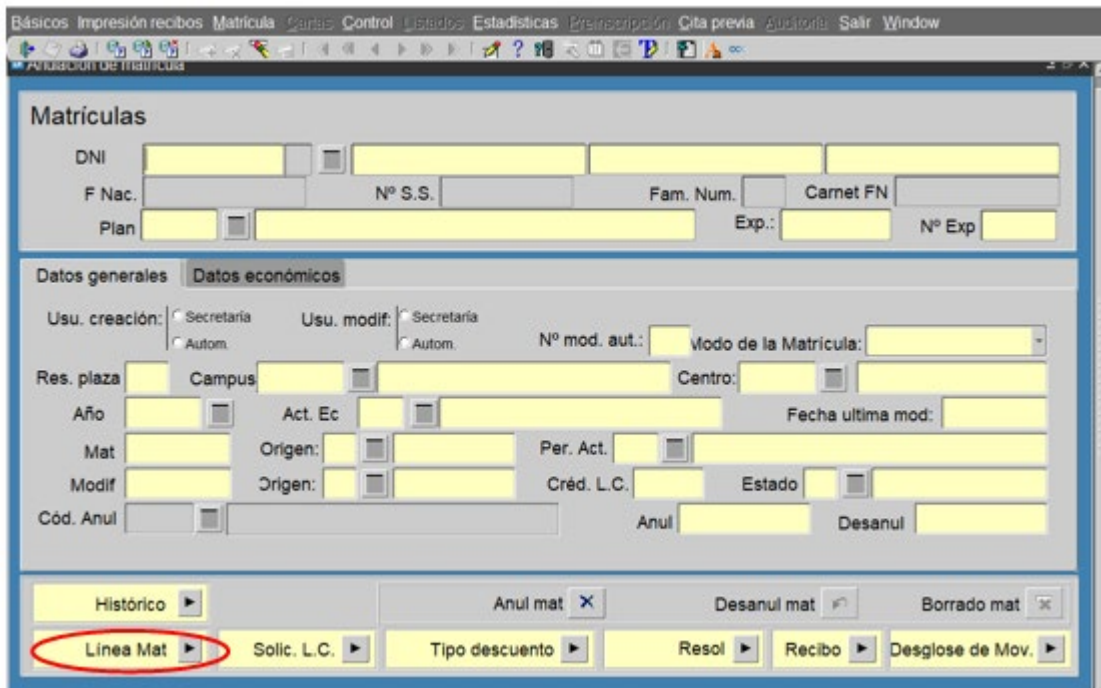 Básicos Impresión recibos Matrícula Cartas Control Listados Estadísticas Preinscripción Cita previa Auditoría Salir Window
Anulación de matrícula
Matrículas
DNI
F Nac. Nº S.S. Fam. Num. Carnet FN
Plan Exp.: Nº Exp
Datos generales Datos económicos
Usu. creación: Secretaría Usu. modif: Secretaría
Autom. Autom. Nº mod. aut.: Modo de la Matrícula:
Res. plaza Campus Centro:
Año Act. Ec Fecha ultima mod:
Mat Origen: Per. Act.
Modif Origen: Créd. L.C. Estado
Cód. Anul Anul Desanul
Histórico Anul mat Desanul mat Borrado mat
Línea Mat Solic. L.C. Tipo descuento Resol Recibo Desglose de Mov.